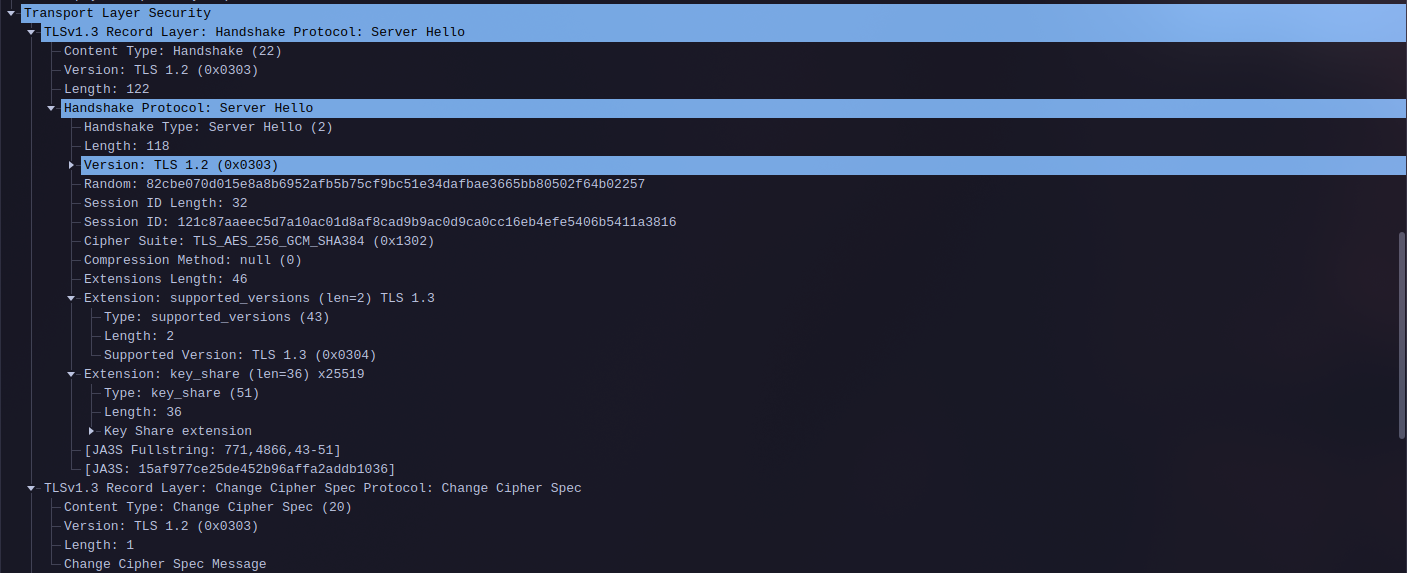 Transport Layer Security
TLSv1.3 Record Layer: Handshake Protocol: Server Hello
Content Type: Handshake (22)
Version: TLS 1.2 (0x0303)
Length: 122
Handshake Protocol: Server Hello
Handshake Type: Server Hello (2)
Length: 118
Version: TLS 1.2 (0x0303)
Random: 82cbe070d015e8a8b6952afb5b75cf9bc51e34dafbae3665bb80502f64b02257
Session ID Length: 32
Session ID: 121c87aaeec5d7a10ac01d8af8cad9b9ac0d9ca0cc16eb4efe5406b5411a3816
Cipher Suite: TLS_AES_256_GCM_SHA384 (0x1302)
Compression Method: null (0)
Extensions Length: 46
Extension: supported_versions (len=2) TLS 1.3
Type: supported_versions (43)
Length: 2
Supported Version: TLS 1.3 (0x0304)
Extension: key_share (len=36) x25519
Type: key_share (51)
Length: 36
Key Share extension
[JA3S Fullstring: 771,4866,43-51]
[JA3S: 15af977ce25de452b96affa2addb1036]
TLSv1.3 Record Layer: Change Cipher Spec Protocol: Change Cipher Spec
Content Type: Change Cipher Spec (20)
Version: TLS 1.2 (0x0303)
Length: 1
Change Cipher Spec Message